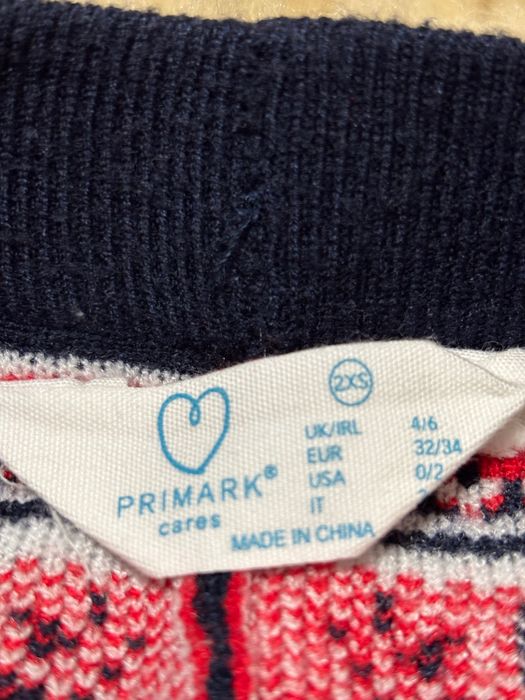 2XS
UK/IRL 4/6
EUR 32/34
USA 0/2
IT
MADE IN CHINA
PRIMARK®
cares